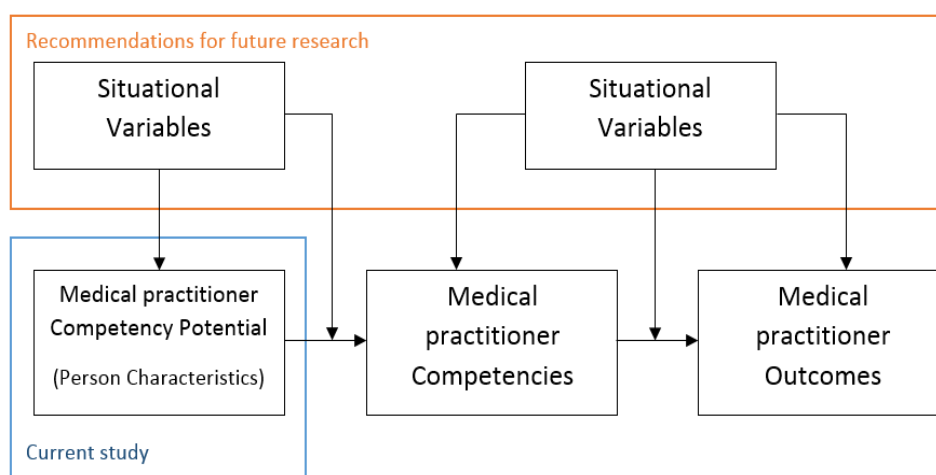 Recommendations for future research
Situational
Variables
Situational
Variables
Medical practitioner
Competency Potential
(Person Characteristics)
Medical
practitioner
Competencies
Medical
practitioner
Outcomes
Current study